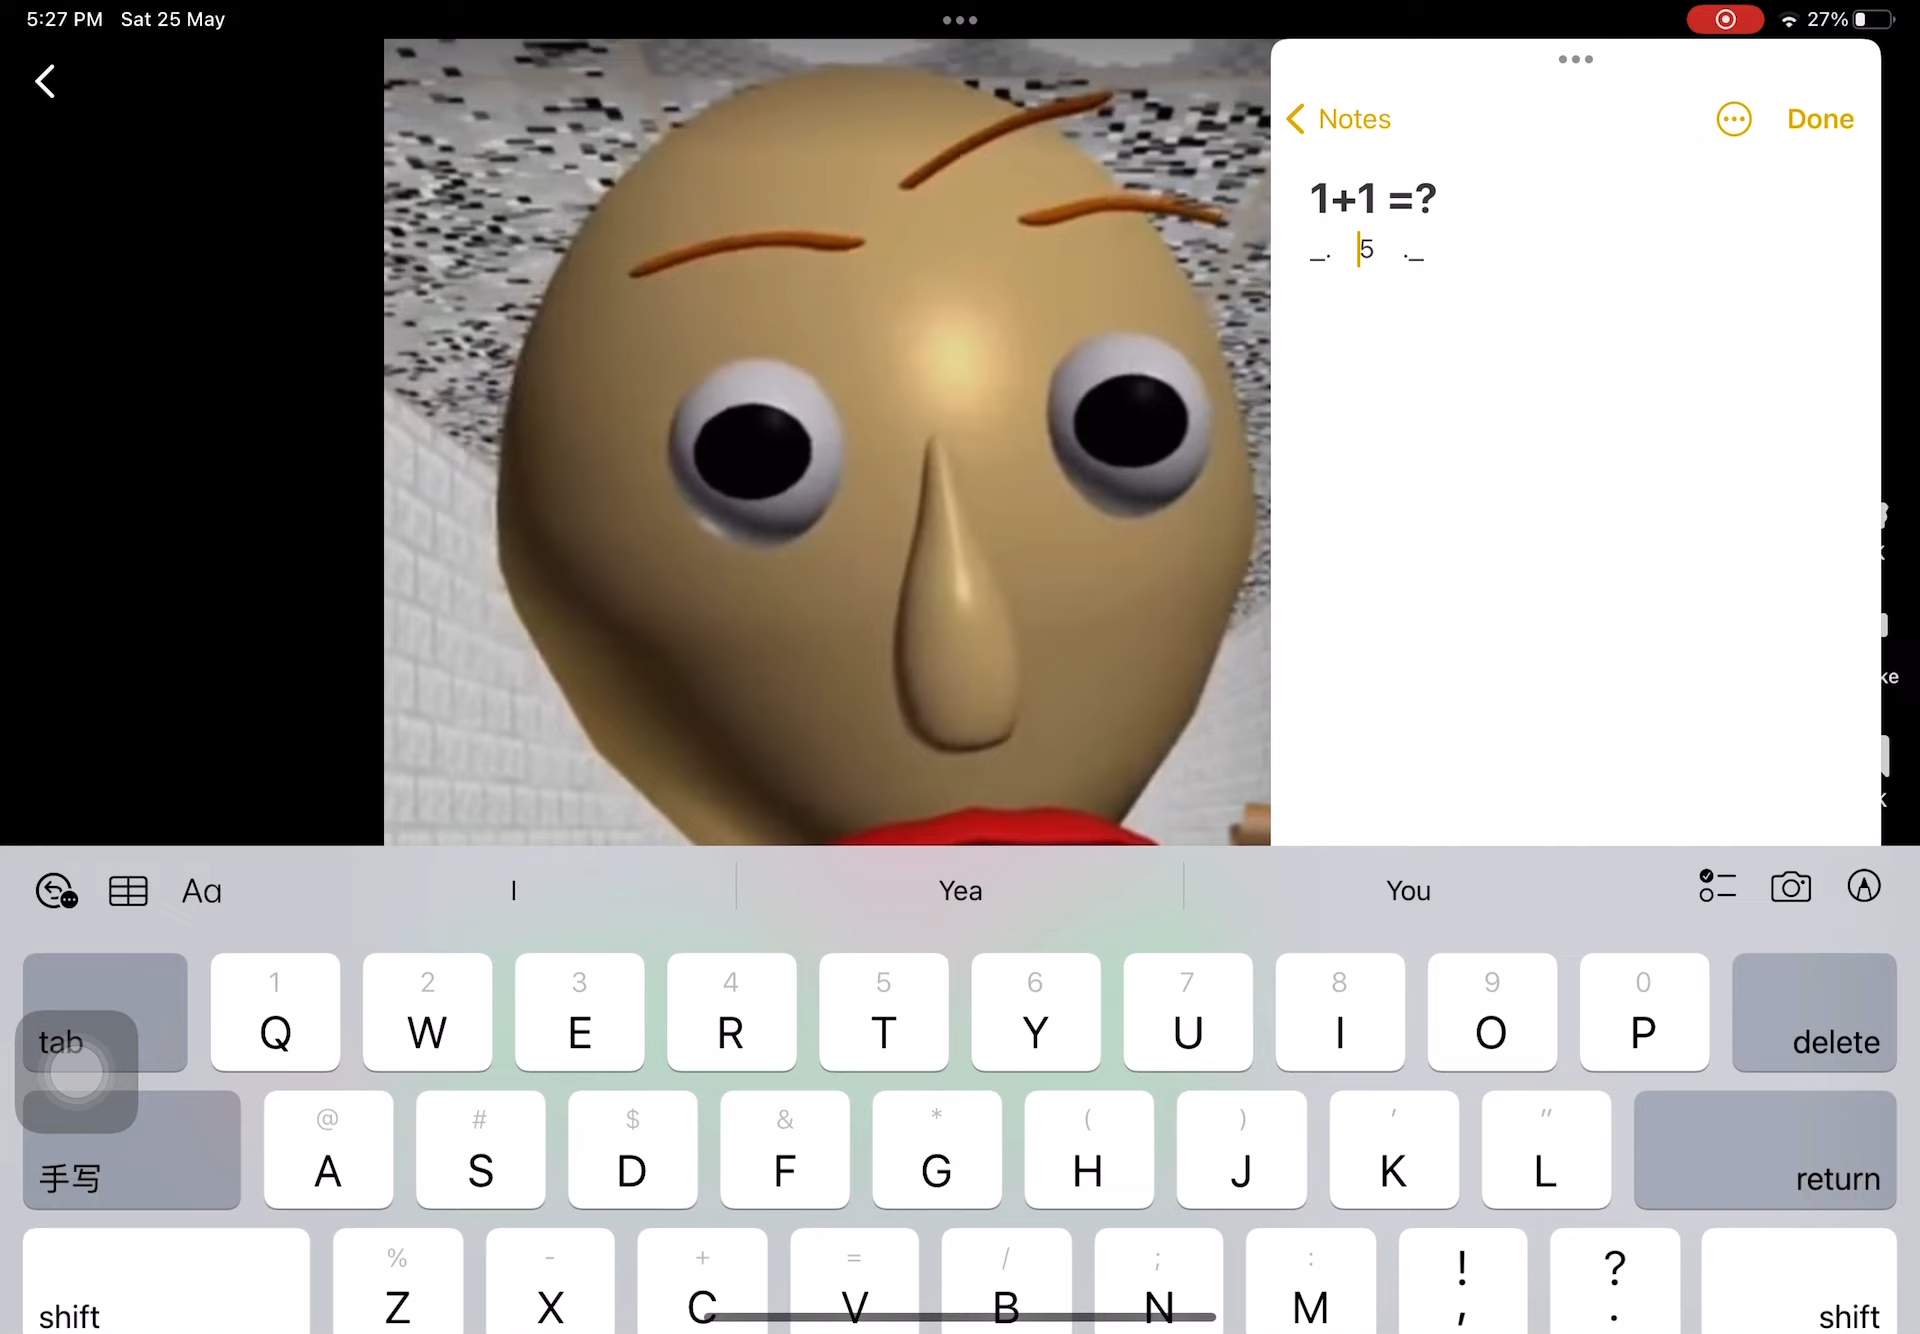 5:27 PM Sat 25 May
27%
Notes
Done
1+1 =?
_. 5 ._
ke
Aa
I
Yea
You
tab
1 2 3 4 5 6 7 8 9 0
Q W E R T Y U I O P
delete
手写
@ # $ & * ( ) ' "
A S D F G H J K L
return
shift
% - + = / ; : ! ?
Z X C V B N M , .
shift